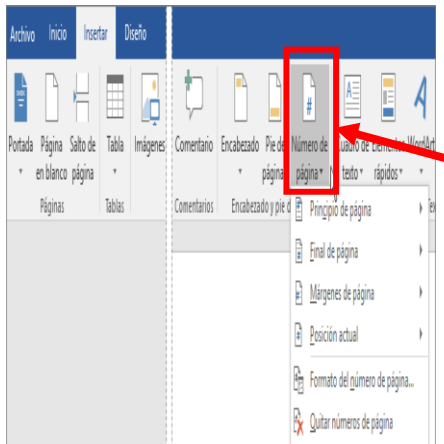 Archivo Inicio Insertar Diseño
Portada Página en blanco Salto de página Tabla Imágenes Comentario Encabezado Pie de página Número de página Cuadro de texto Elementos rápidos WordArt
Páginas Tablas Comentarios Encabezado y pie d
Principio de página
Final de página
Márgenes de página
Posición actual
Formato del número de página...
Quitar números de página